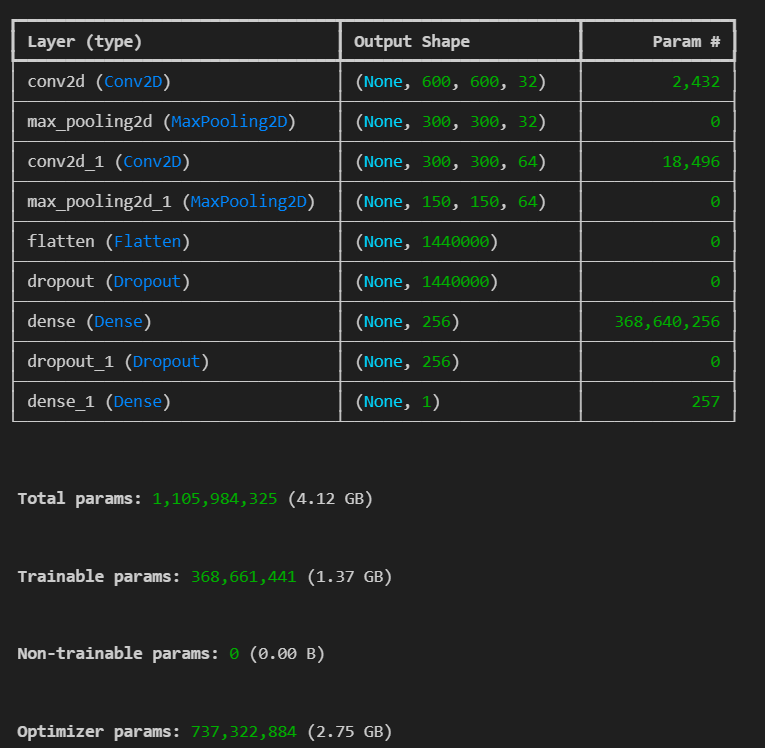 Layer (type) Output Shape Param #
conv2d (Conv2D) (None, 600, 600, 32) 2,432
max_pooling2d (MaxPooling2D) (None, 300, 300, 32) 0
conv2d_1 (Conv2D) (None, 300, 300, 64) 18,496
max_pooling2d_1 (MaxPooling2D) (None, 150, 150, 64) 0
flatten (Flatten) (None, 1440000) 0
dropout (Dropout) (None, 1440000) 0
dense (Dense) (None, 256) 368,640,256
dropout_1 (Dropout) (None, 256) 0
dense_1 (Dense) (None, 1) 257
Total params: 1,105,984,325 (4.12 GB)
Trainable params: 368,661,441 (1.37 GB)
Non-trainable params: 0 (0.00 B)
Optimizer params: 737,322,884 (2.75 GB)